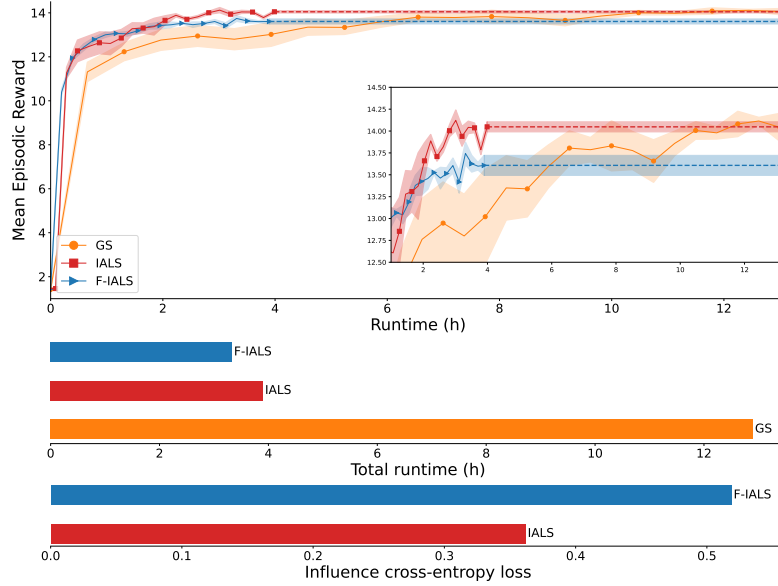 14
12
10
8
6
4
2
Mean Episodic Reward
GS
IALS
F-IALS
14.50
14.25
14.00
13.75
13.50
13.25
13.00
12.75
12.50
2 4 6 8 10 12
0 2 4 6 8 10 12
Runtime (h)
F-IALS
IALS
GS
0 2 4 6 8 10 12
Total runtime (h)
F-IALS
IALS
0.0 0.1 0.2 0.3 0.4 0.5
Influence cross-entropy loss